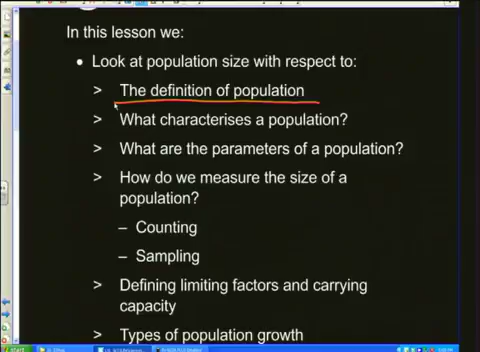 In this lesson we:
• Look at population size with respect to:
> The definition of population
> What characterises a population?
> What are the parameters of a population?
> How do we measure the size of a
population?
– Counting
– Sampling
> Defining limiting factors and carrying
capacity
> Types of population growth